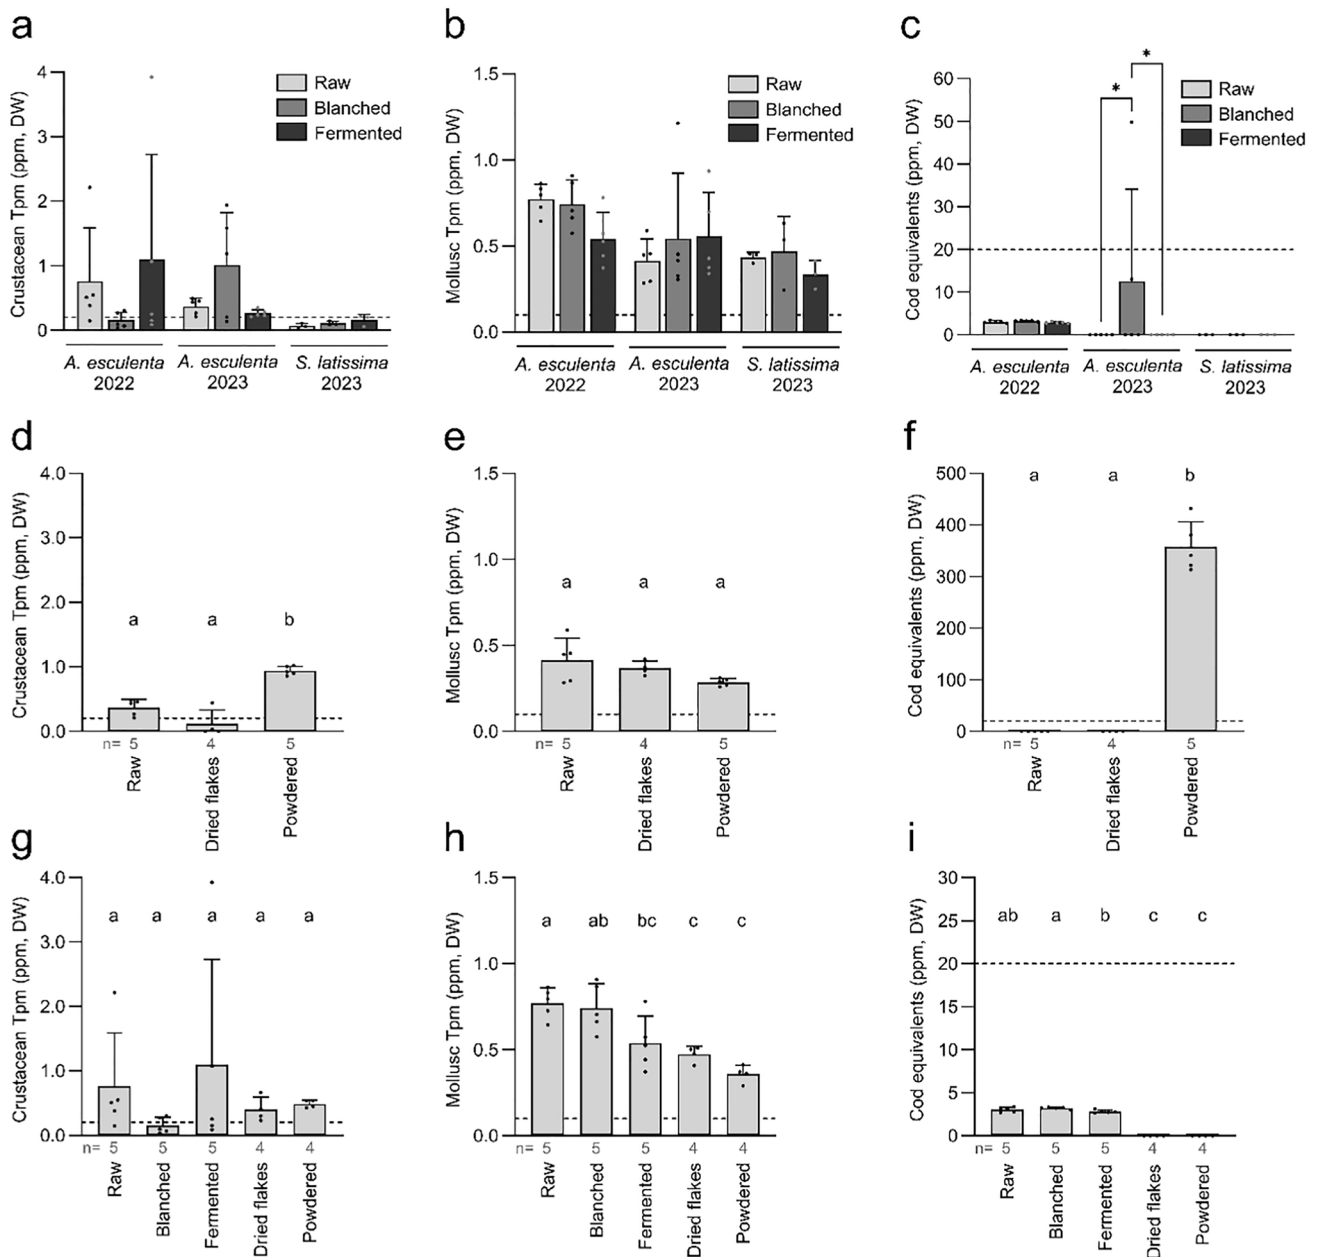 a
Crustacean Tpm (ppm, DW)
4
3
2
1
0
Raw
Blanched
Fermented
A. esculenta
2022
A. esculenta
2023
S. latissima
2023
b
Mollusc Tpm (ppm, DW)
1.5
1.0
0.5
0.0
Raw
Blanched
Fermented
A. esculenta
2022
A. esculenta
2023
S. latissima
2023
c
Cod equivalents (ppm, DW)
60
50
40
30
20
10
0
*
*
Raw
Blanched
Fermented
A. esculenta
2022
A. esculenta
2023
S. latissima
2023
d
Crustacean Tpm (ppm, DW)
4.0
3.0
2.0
1.0
0.0
a a b
n= 5 4 5
Raw
Dried flakes
Powdered
e
Mollusc Tpm (ppm, DW)
1.5
1.0
0.5
0.0
a a a
n= 5 4 5
Raw
Dried flakes
Powdered
f
Cod equivalents (ppm, DW)
500
400
300
200
100
0
a a b
n= 5 4 5
Raw
Dried flakes
Powdered
g
Crustacean Tpm (ppm, DW)
4.0
3.0
2.0
1.0
0.0
a a a a a
n= 5 5 5 4 4
Raw
Blanched
Fermented
Dried flakes
Powdered
h
Mollusc Tpm (ppm, DW)
1.5
1.0
0.5
0.0
a ab bc c c
n= 5 5 5 4 4
Raw
Blanched
Fermented
Dried flakes
Powdered
i
Cod equivalents (ppm, DW)
30
25
20
15
10
5
0
ab a b c c
n= 5 5 5 4 4
Raw
Blanched
Fermented
Dried flakes
Powdered